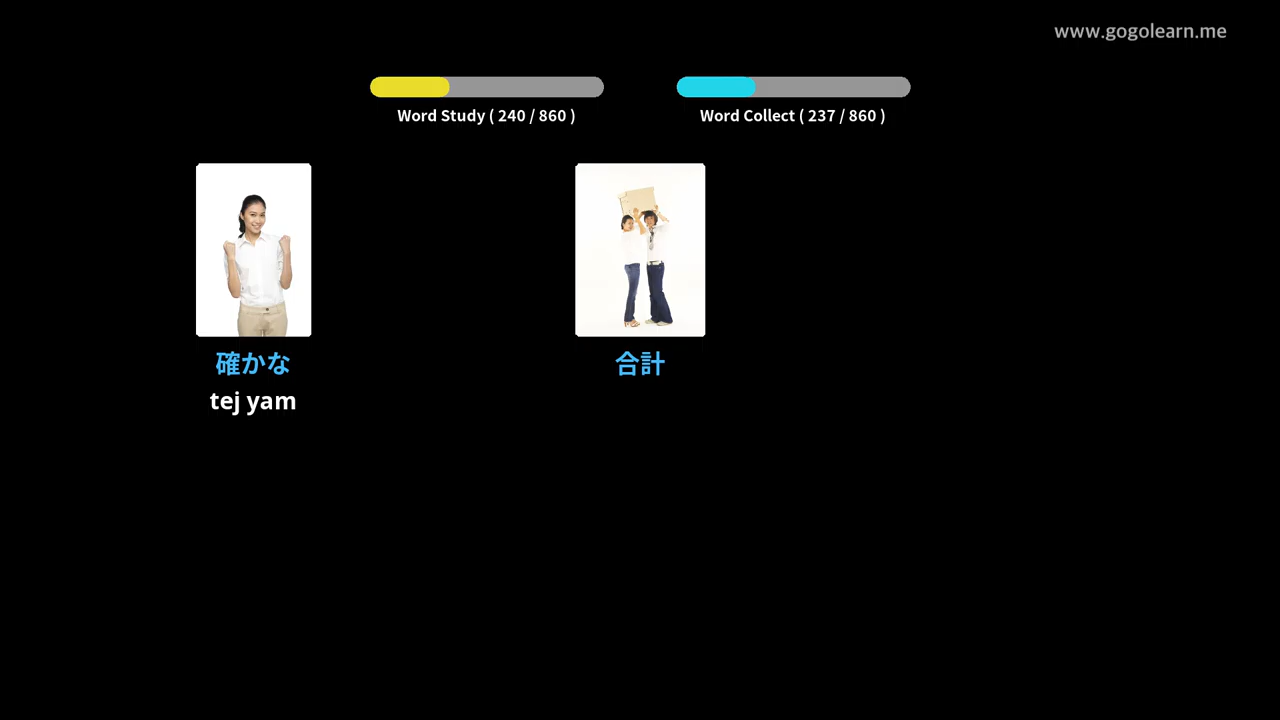 www.gogolearn.me
Word Study ( 240 / 860 )
Word Collect ( 237 / 860 )
確かな
合計
tej yam